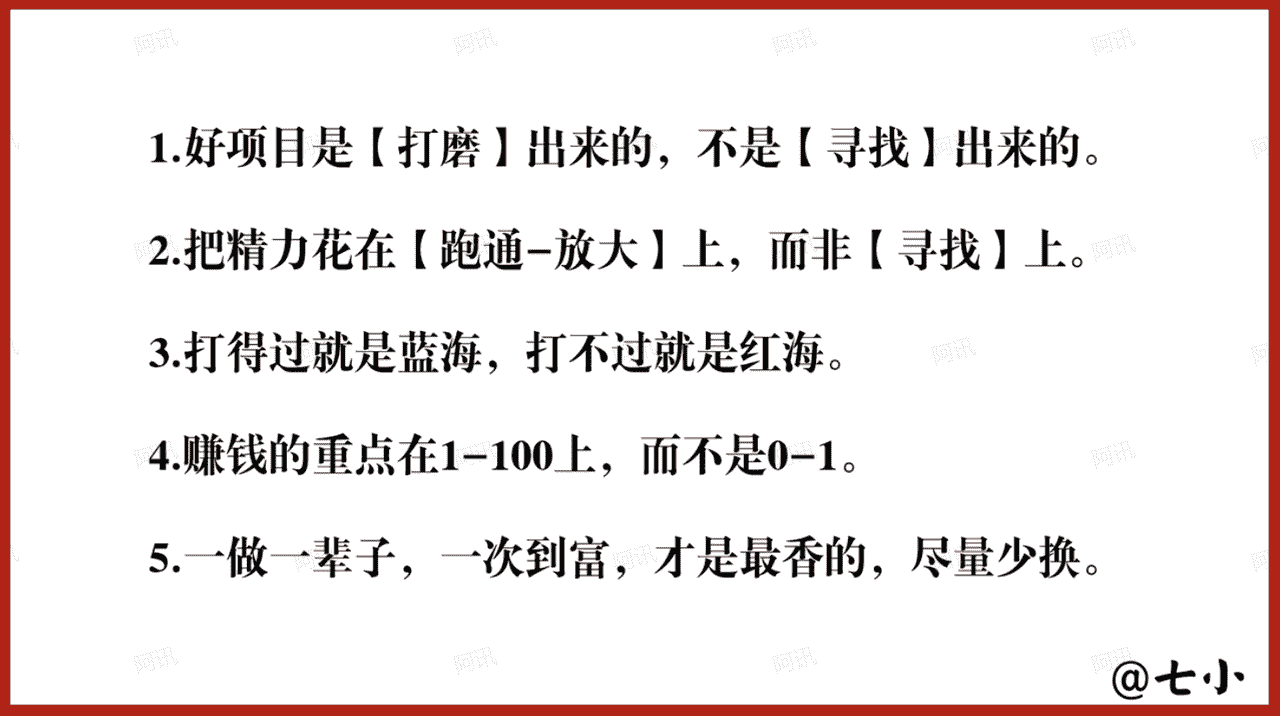 1.好项目是【打磨】出来的，不是【寻找】出来的。
2.把精力花在【跑通-放大】上，而非【寻找】上。
3.打得过就是蓝海，打不过就是红海。
4.赚钱的重点在1-100上，而不是0-1。
5.一做一辈子，一次到富，才是最香的，尽量少换。
@七小
阿讯